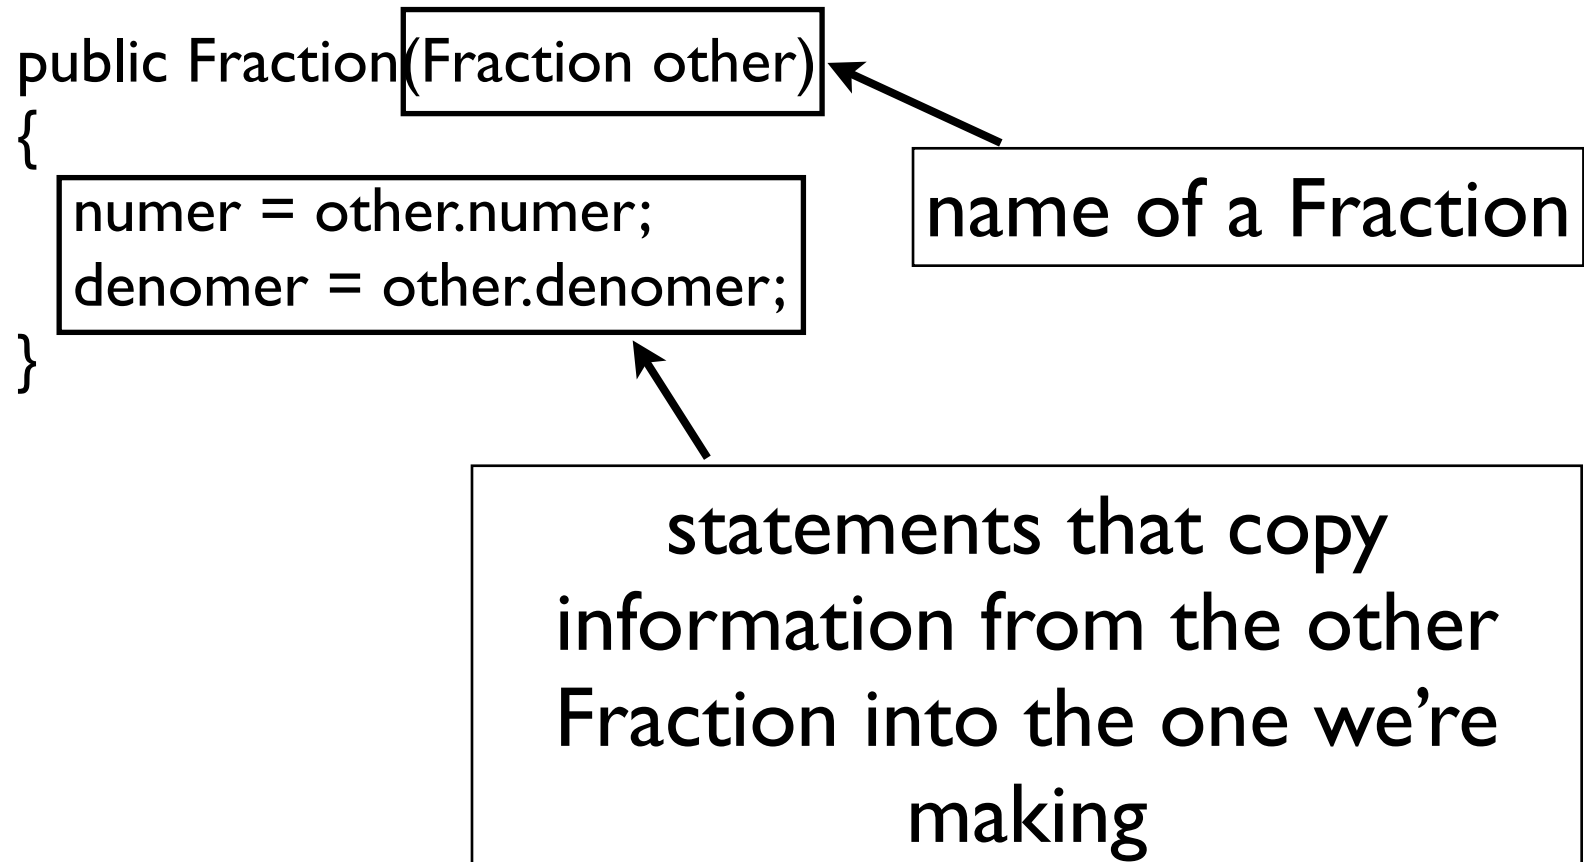 public Fraction(Fraction other)
{
numer = other.numer;
denomer = other.denomer;
}
name of a Fraction
statements that copy
information from the other
Fraction into the one we’re
making